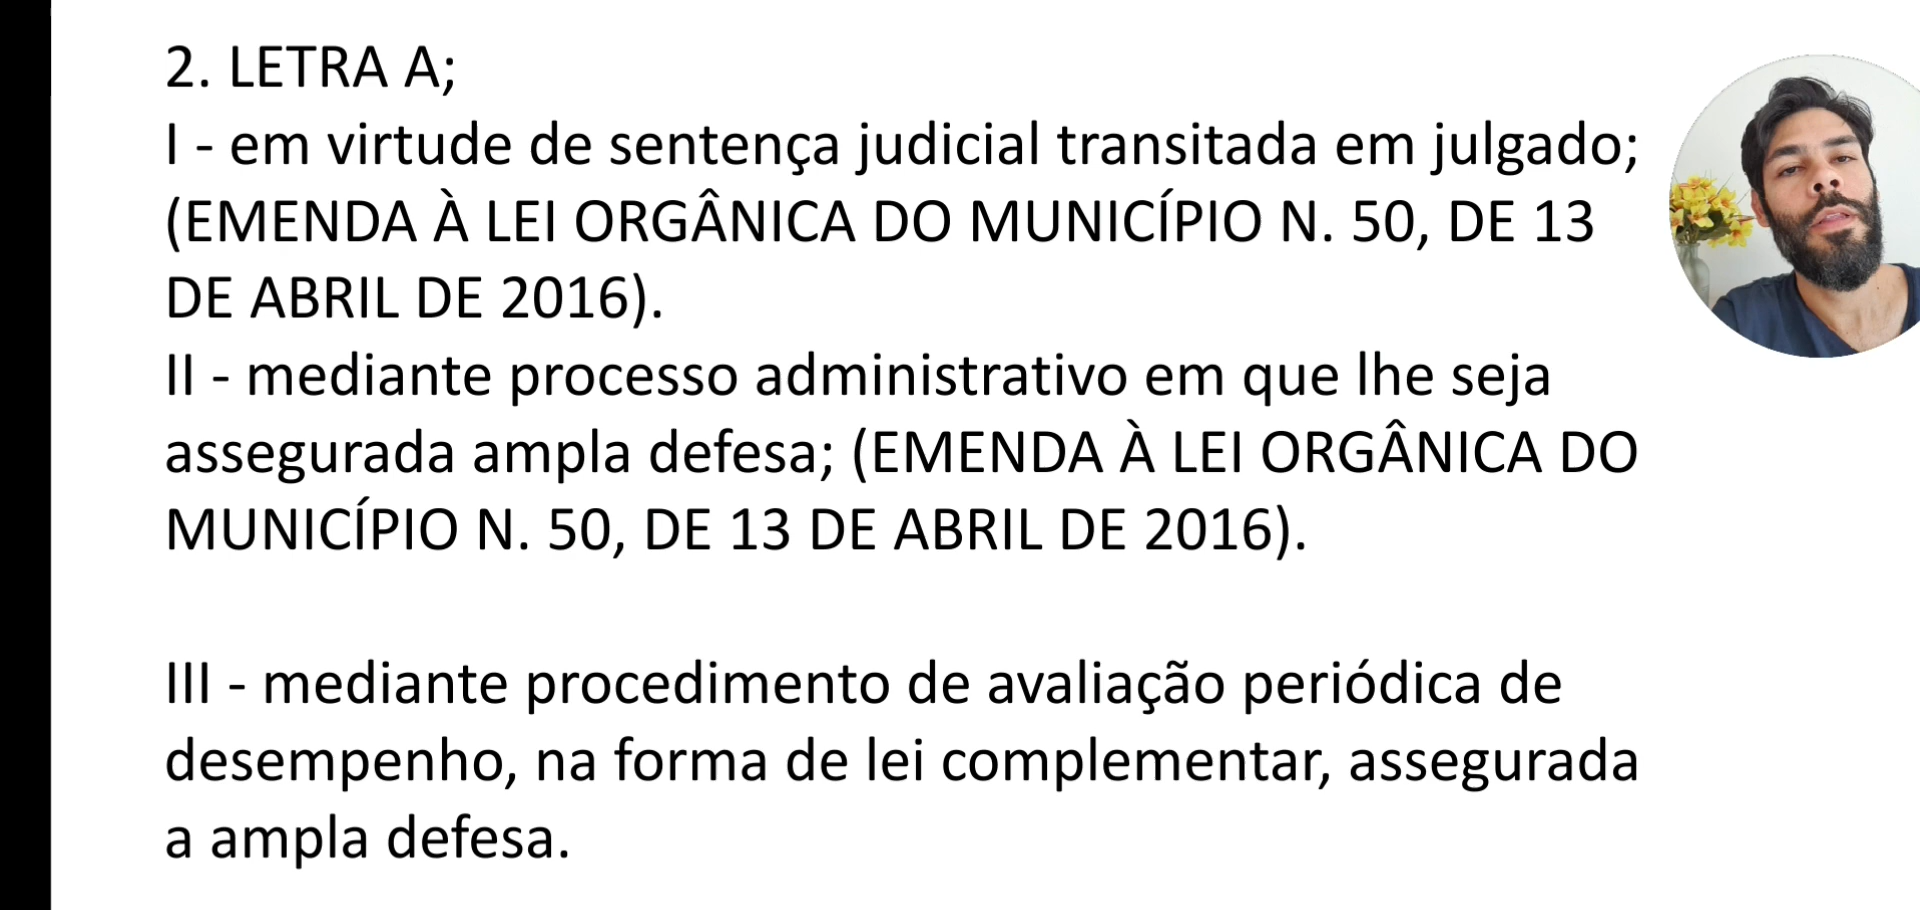 2. LETRA A;
I - em virtude de sentença judicial transitada em julgado;
(EMENDA À LEI ORGÂNICA DO MUNICÍPIO N. 50, DE 13
DE ABRIL DE 2016).
II - mediante processo administrativo em que lhe seja
assegurada ampla defesa; (EMENDA À LEI ORGÂNICA DO
MUNICÍPIO N. 50, DE 13 DE ABRIL DE 2016).
III - mediante procedimento de avaliação periódica de
desempenho, na forma de lei complementar, assegurada
a ampla defesa.